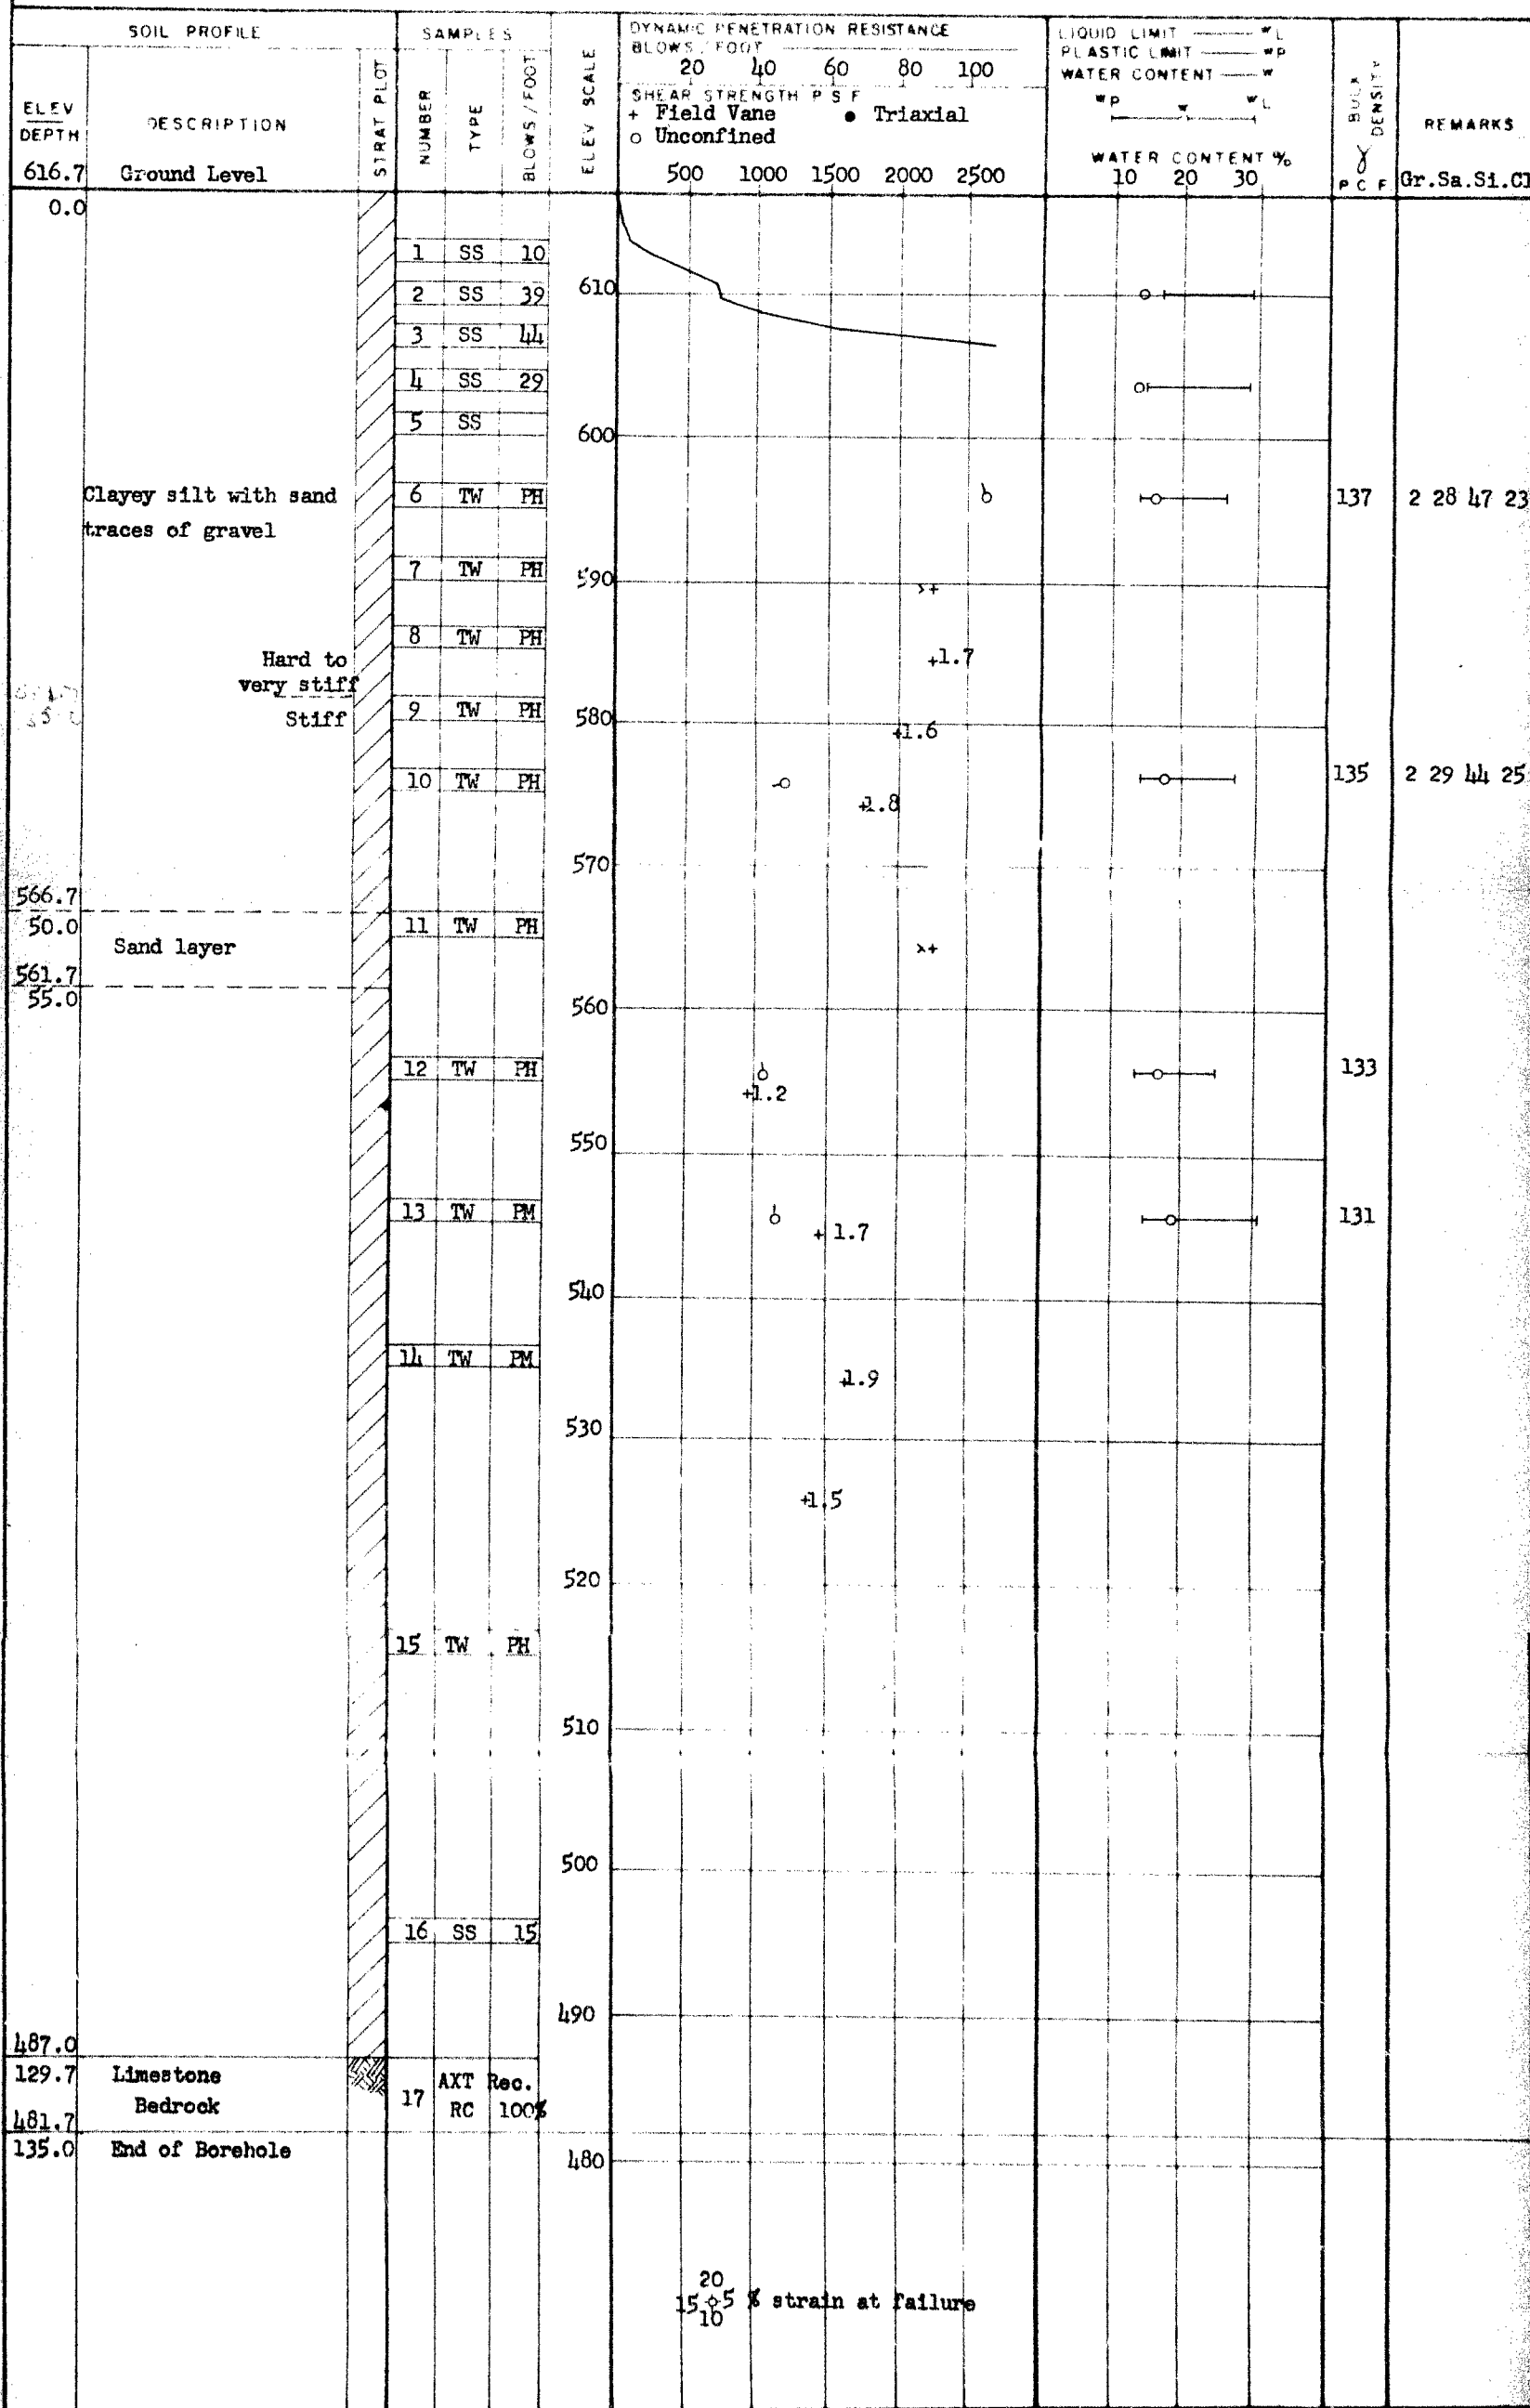 SOIL PROFILE
SAMPLES
ELEV SCALE
DYNAMIC PENETRATION RESISTANCE
BLOWS / FOOT
20 40 60 80 100
SHEAR STRENGTH P S F
+ Field Vane ● Triaxial
o Unconfined
500 1000 1500 2000 2500
LIQUID LIMIT — wL
PLASTIC LIMIT — wP
WATER CONTENT — w
wP w wL
WATER CONTENT %
10 20 30
BULK DENSITY
γ
P C F
REMARKS
Gr.Sa.Si.Cl
ELEV
DEPTH
DESCRIPTION
STRAT PLOT
NUMBER
TYPE
BLOWS / FOOT
616.7 Ground Level
0.0
1 SS 10
610
2 SS 39
3 SS 44
4 SS 29
5 SS
600
Clayey silt with sand
traces of gravel
6 TW PH
137 2 28 47 23
7 TW PH
590
>+
8 TW PH
+1.7
Hard to
very stiff
Stiff
9 TW PH
580
+1.6
10 TW PH
135 2 29 44 25
+1.8
570
566.7
50.0
Sand layer
11 TW PH
>+
561.7
55.0
560
12 TW PH
133
+1.2
550
13 TW PM
131
+ 1.7
540
14 TW PM
+1.9
530
+1.5
520
15 TW PH
510
500
16 SS 15
490
487.0
129.7 Limestone
Bedrock
17 AXT Rec.
RC 100%
481.7
135.0 End of Borehole
480
20
15 5 % strain at failure
10